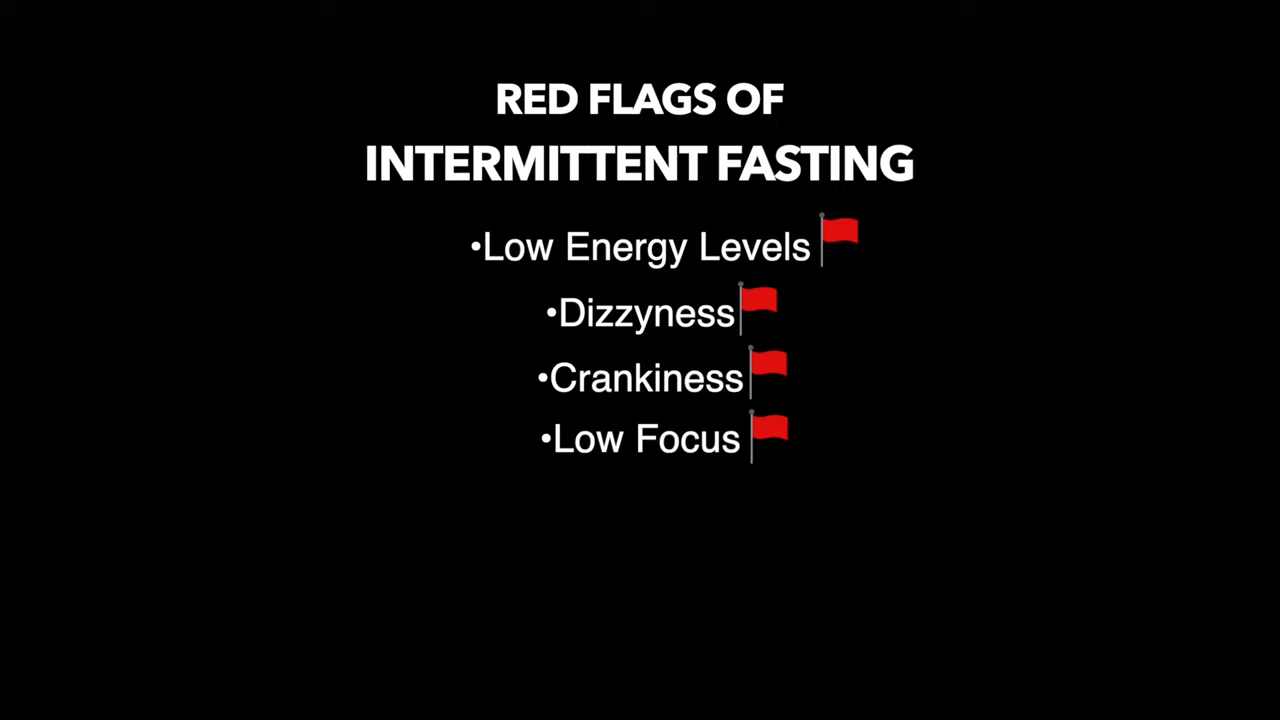 RED FLAGS OF
INTERMITTENT FASTING
•Low Energy Levels
•Dizzyness
•Crankiness
•Low Focus